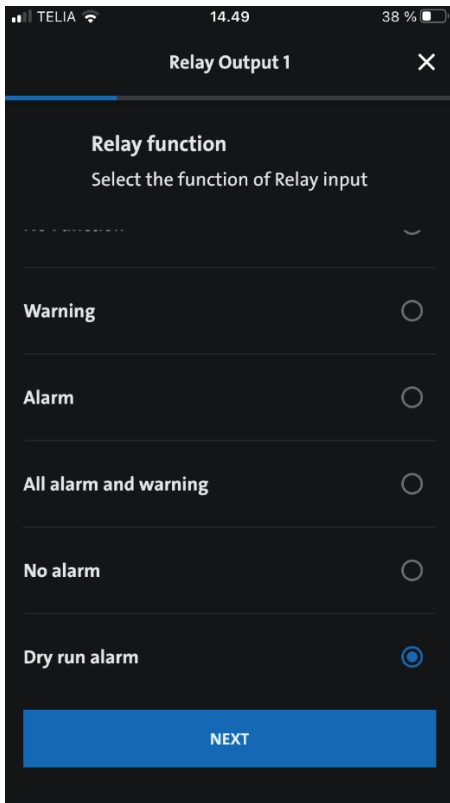 TELIA 14.49 38 %
Relay Output 1
Relay function
Select the function of Relay input
Warning
Alarm
All alarm and warning
No alarm
Dry run alarm
NEXT